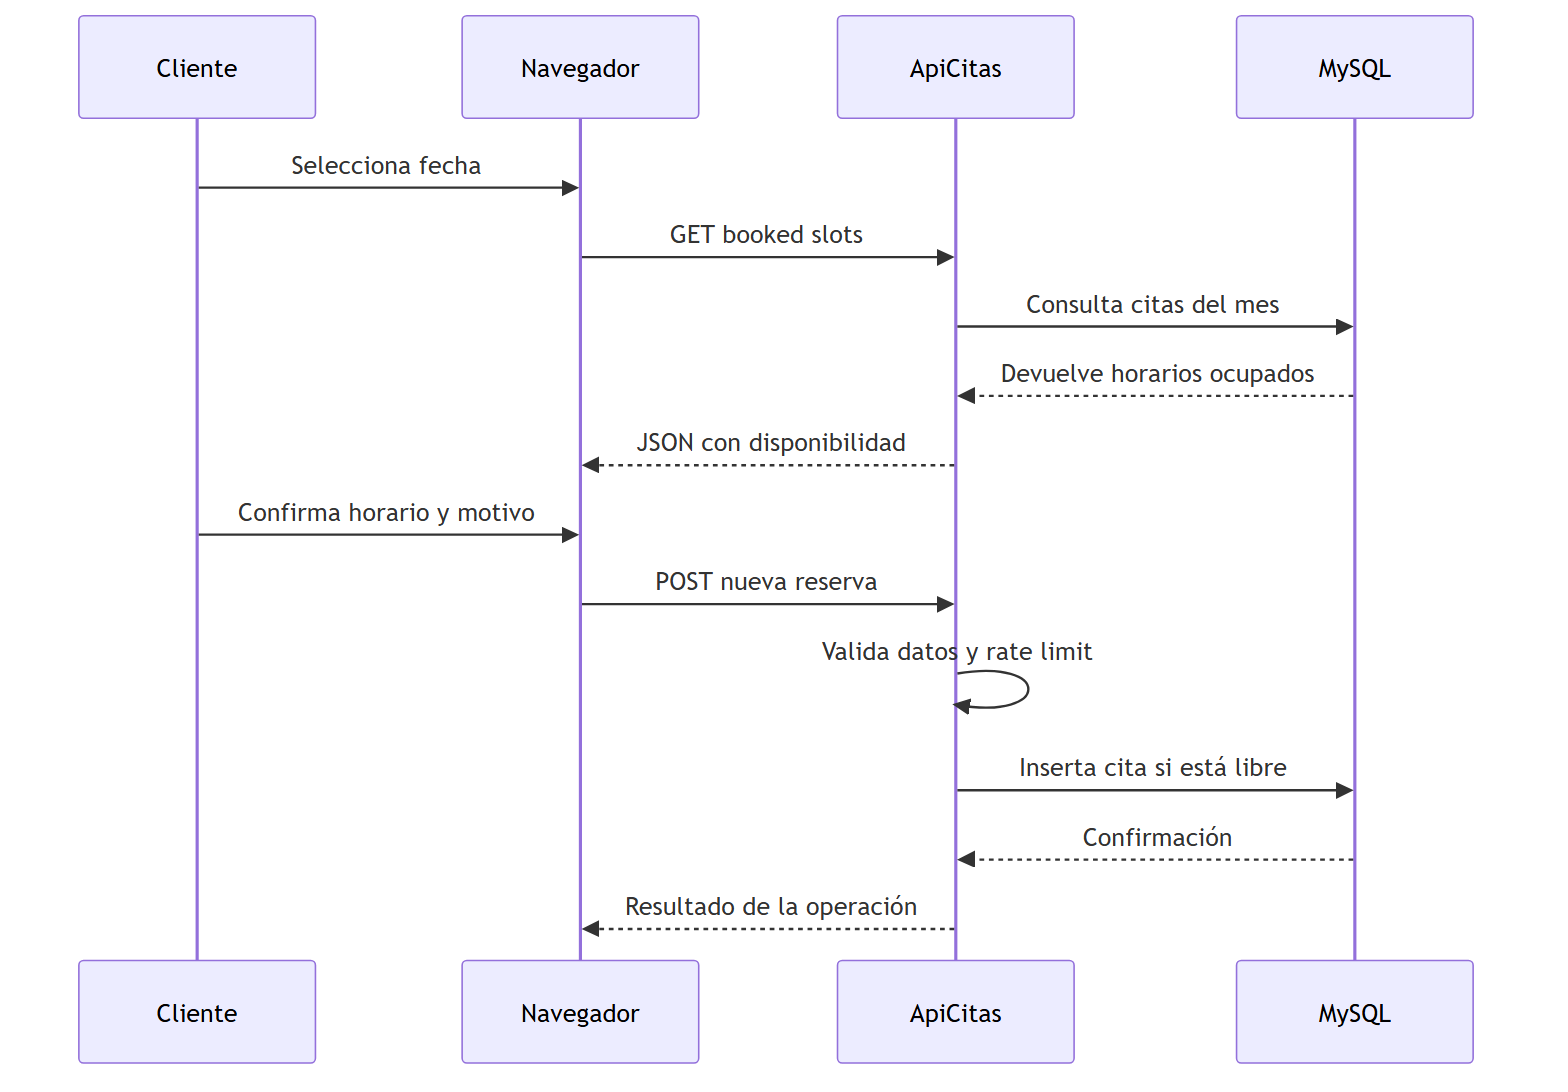 Cliente
Navegador
ApiCitas
MySQL
Selecciona fecha
GET booked slots
Consulta citas del mes
Devuelve horarios ocupados
JSON con disponibilidad
Confirma horario y motivo
POST nueva reserva
Valida datos y rate limit
Inserta cita si está libre
Confirmación
Resultado de la operación
Cliente
Navegador
ApiCitas
MySQL